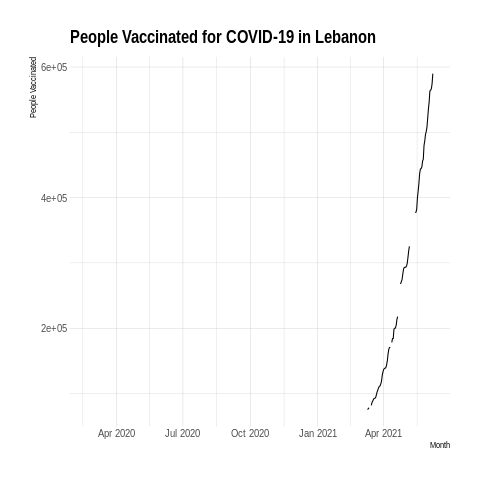 People Vaccinated for COVID-19 in Lebanon
People Vaccinated
6e+05
4e+05
2e+05
Apr 2020 Jul 2020 Oct 2020 Jan 2021 Apr 2021
Month